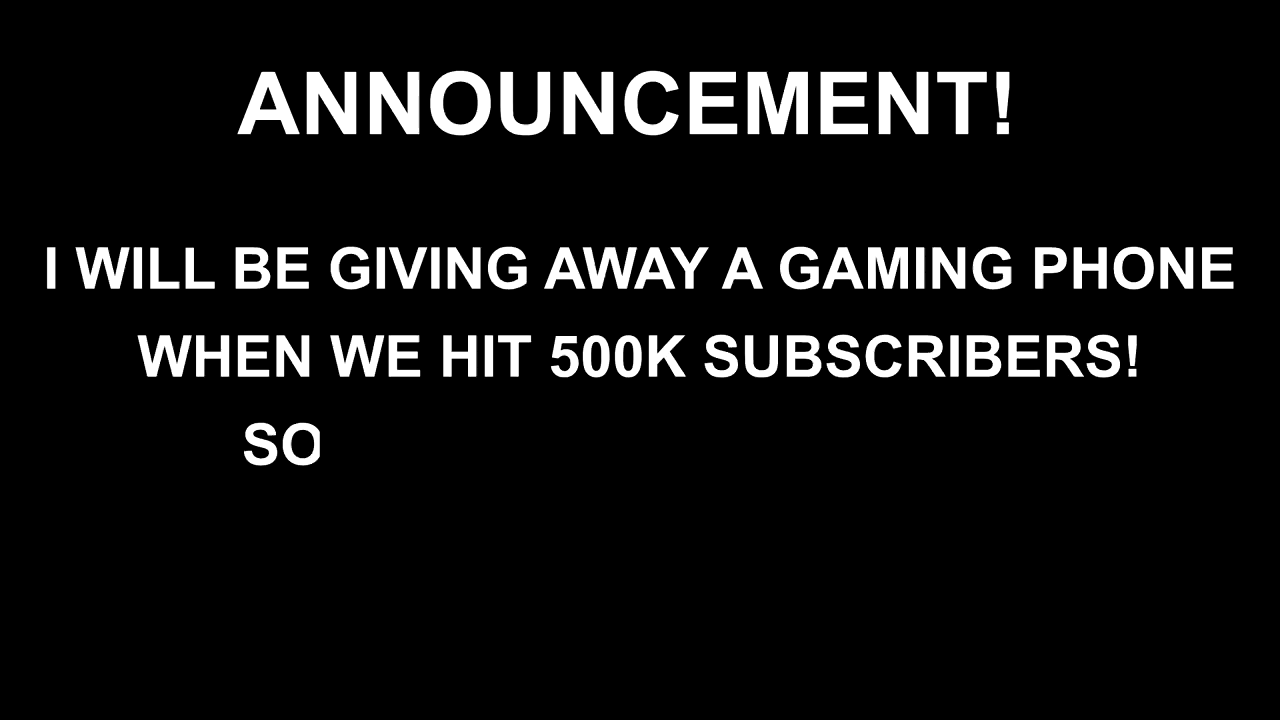 ANNOUNCEMENT!
I WILL BE GIVING AWAY A GAMING PHONE
WHEN WE HIT 500K SUBSCRIBERS!
SO